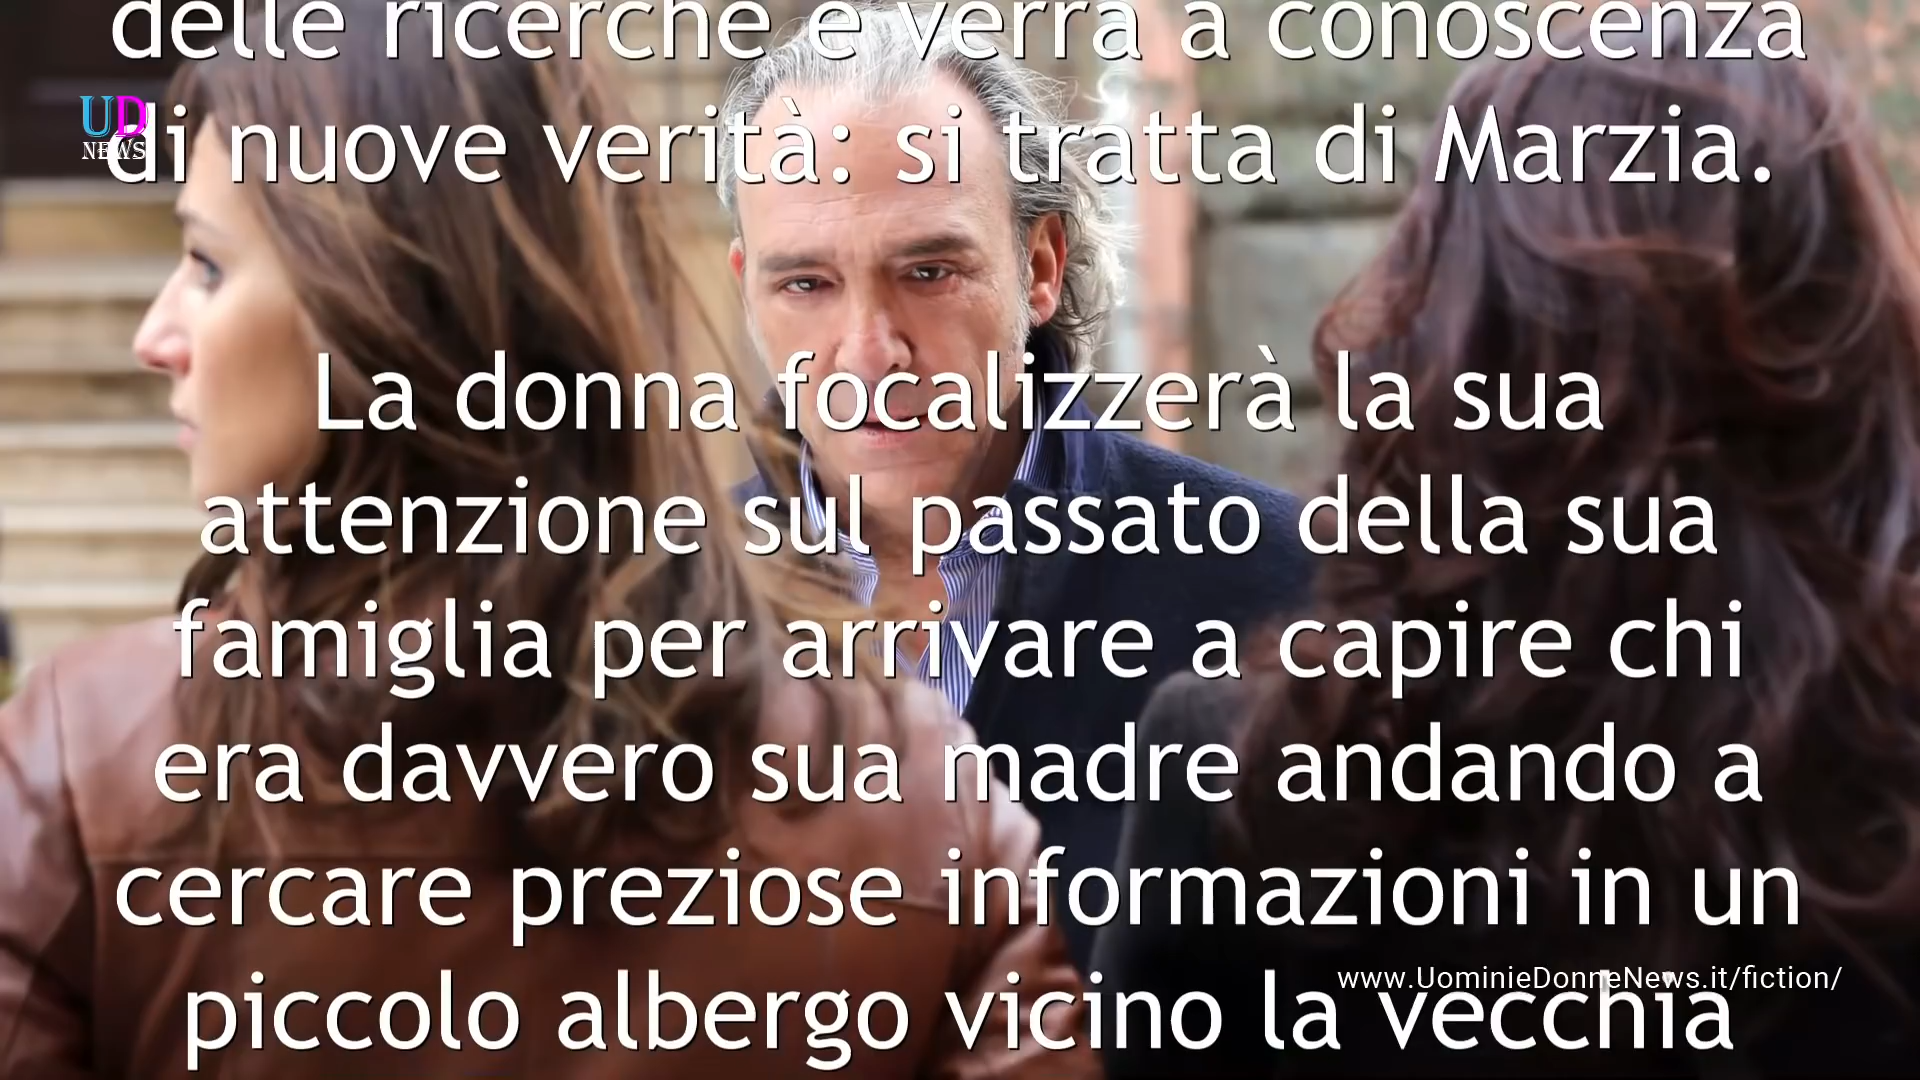 delle ricerche e verrà a conoscenza
UD
NEWS
di nuove verità: si tratta di Marzia.
La donna focalizzerà la sua
attenzione sul passato della sua
famiglia per arrivare a capire chi
era davvero sua madre andando a
cercare preziose informazioni in un
www.UominieDonneNews.it/fiction/
piccolo albergo vicino la vecchia